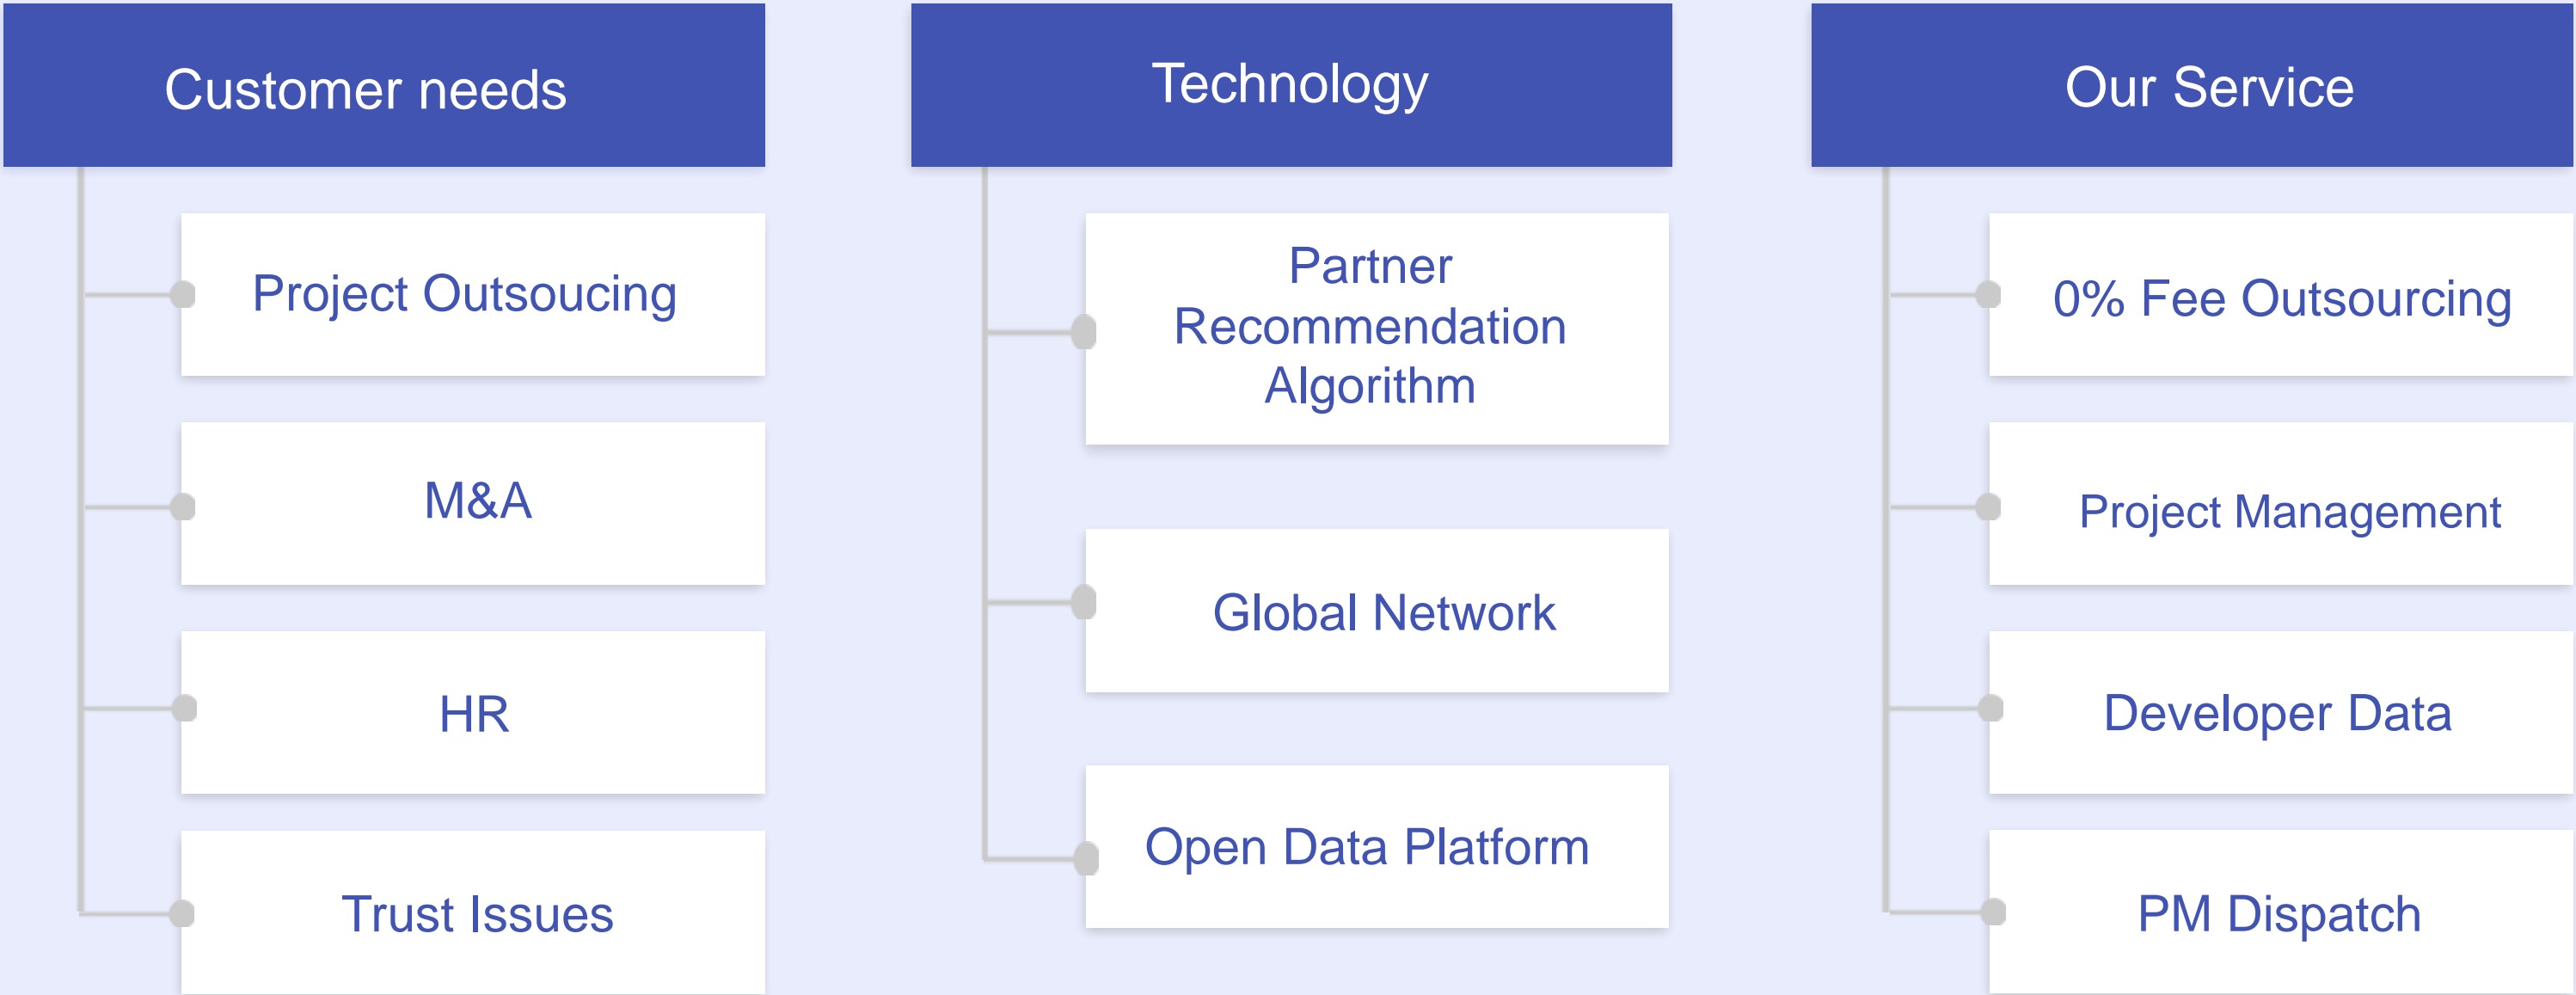 Customer needs
Project Outsoucing
M&A
HR
Trust Issues
Technology
Partner
Recommendation
Algorithm
Global Network
Open Data Platform
Our Service
0% Fee Outsourcing
Project Management
Developer Data
PM Dispatch